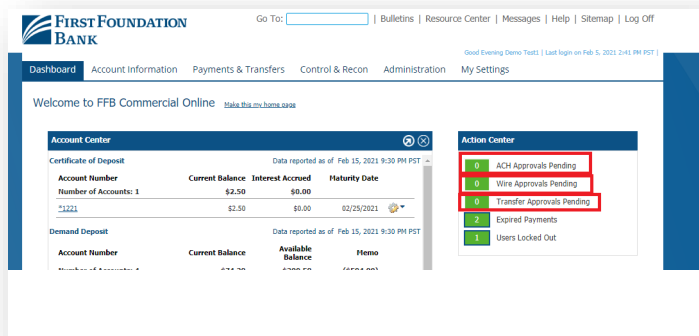 FIRST FOUNDATION
BANK
Go To: | Bulletins | Resource Center | Messages | Help | Sitemap | Log Off
Good Evening Demo Test1 | Last login on Feb 5, 2021 2:41 PM PST |
Dashboard Account Information Payments & Transfers Control & Recon Administration My Settings
Welcome to FFB Commercial Online Make this my home page
Account Center
Certificate of Deposit Data reported as of Feb 15, 2021 9:30 PM PST
Account Number Current Balance Interest Accrued Maturity Date
Number of Accounts: 1 $2.50 $0.00
*1221 $2.50 $0.00 02/25/2021
Demand Deposit Data reported as of Feb 15, 2021 9:30 PM PST
Account Number Current Balance Available Balance Memo
Action Center
0 ACH Approvals Pending
0 Wire Approvals Pending
0 Transfer Approvals Pending
2 Expired Payments
1 Users Locked Out